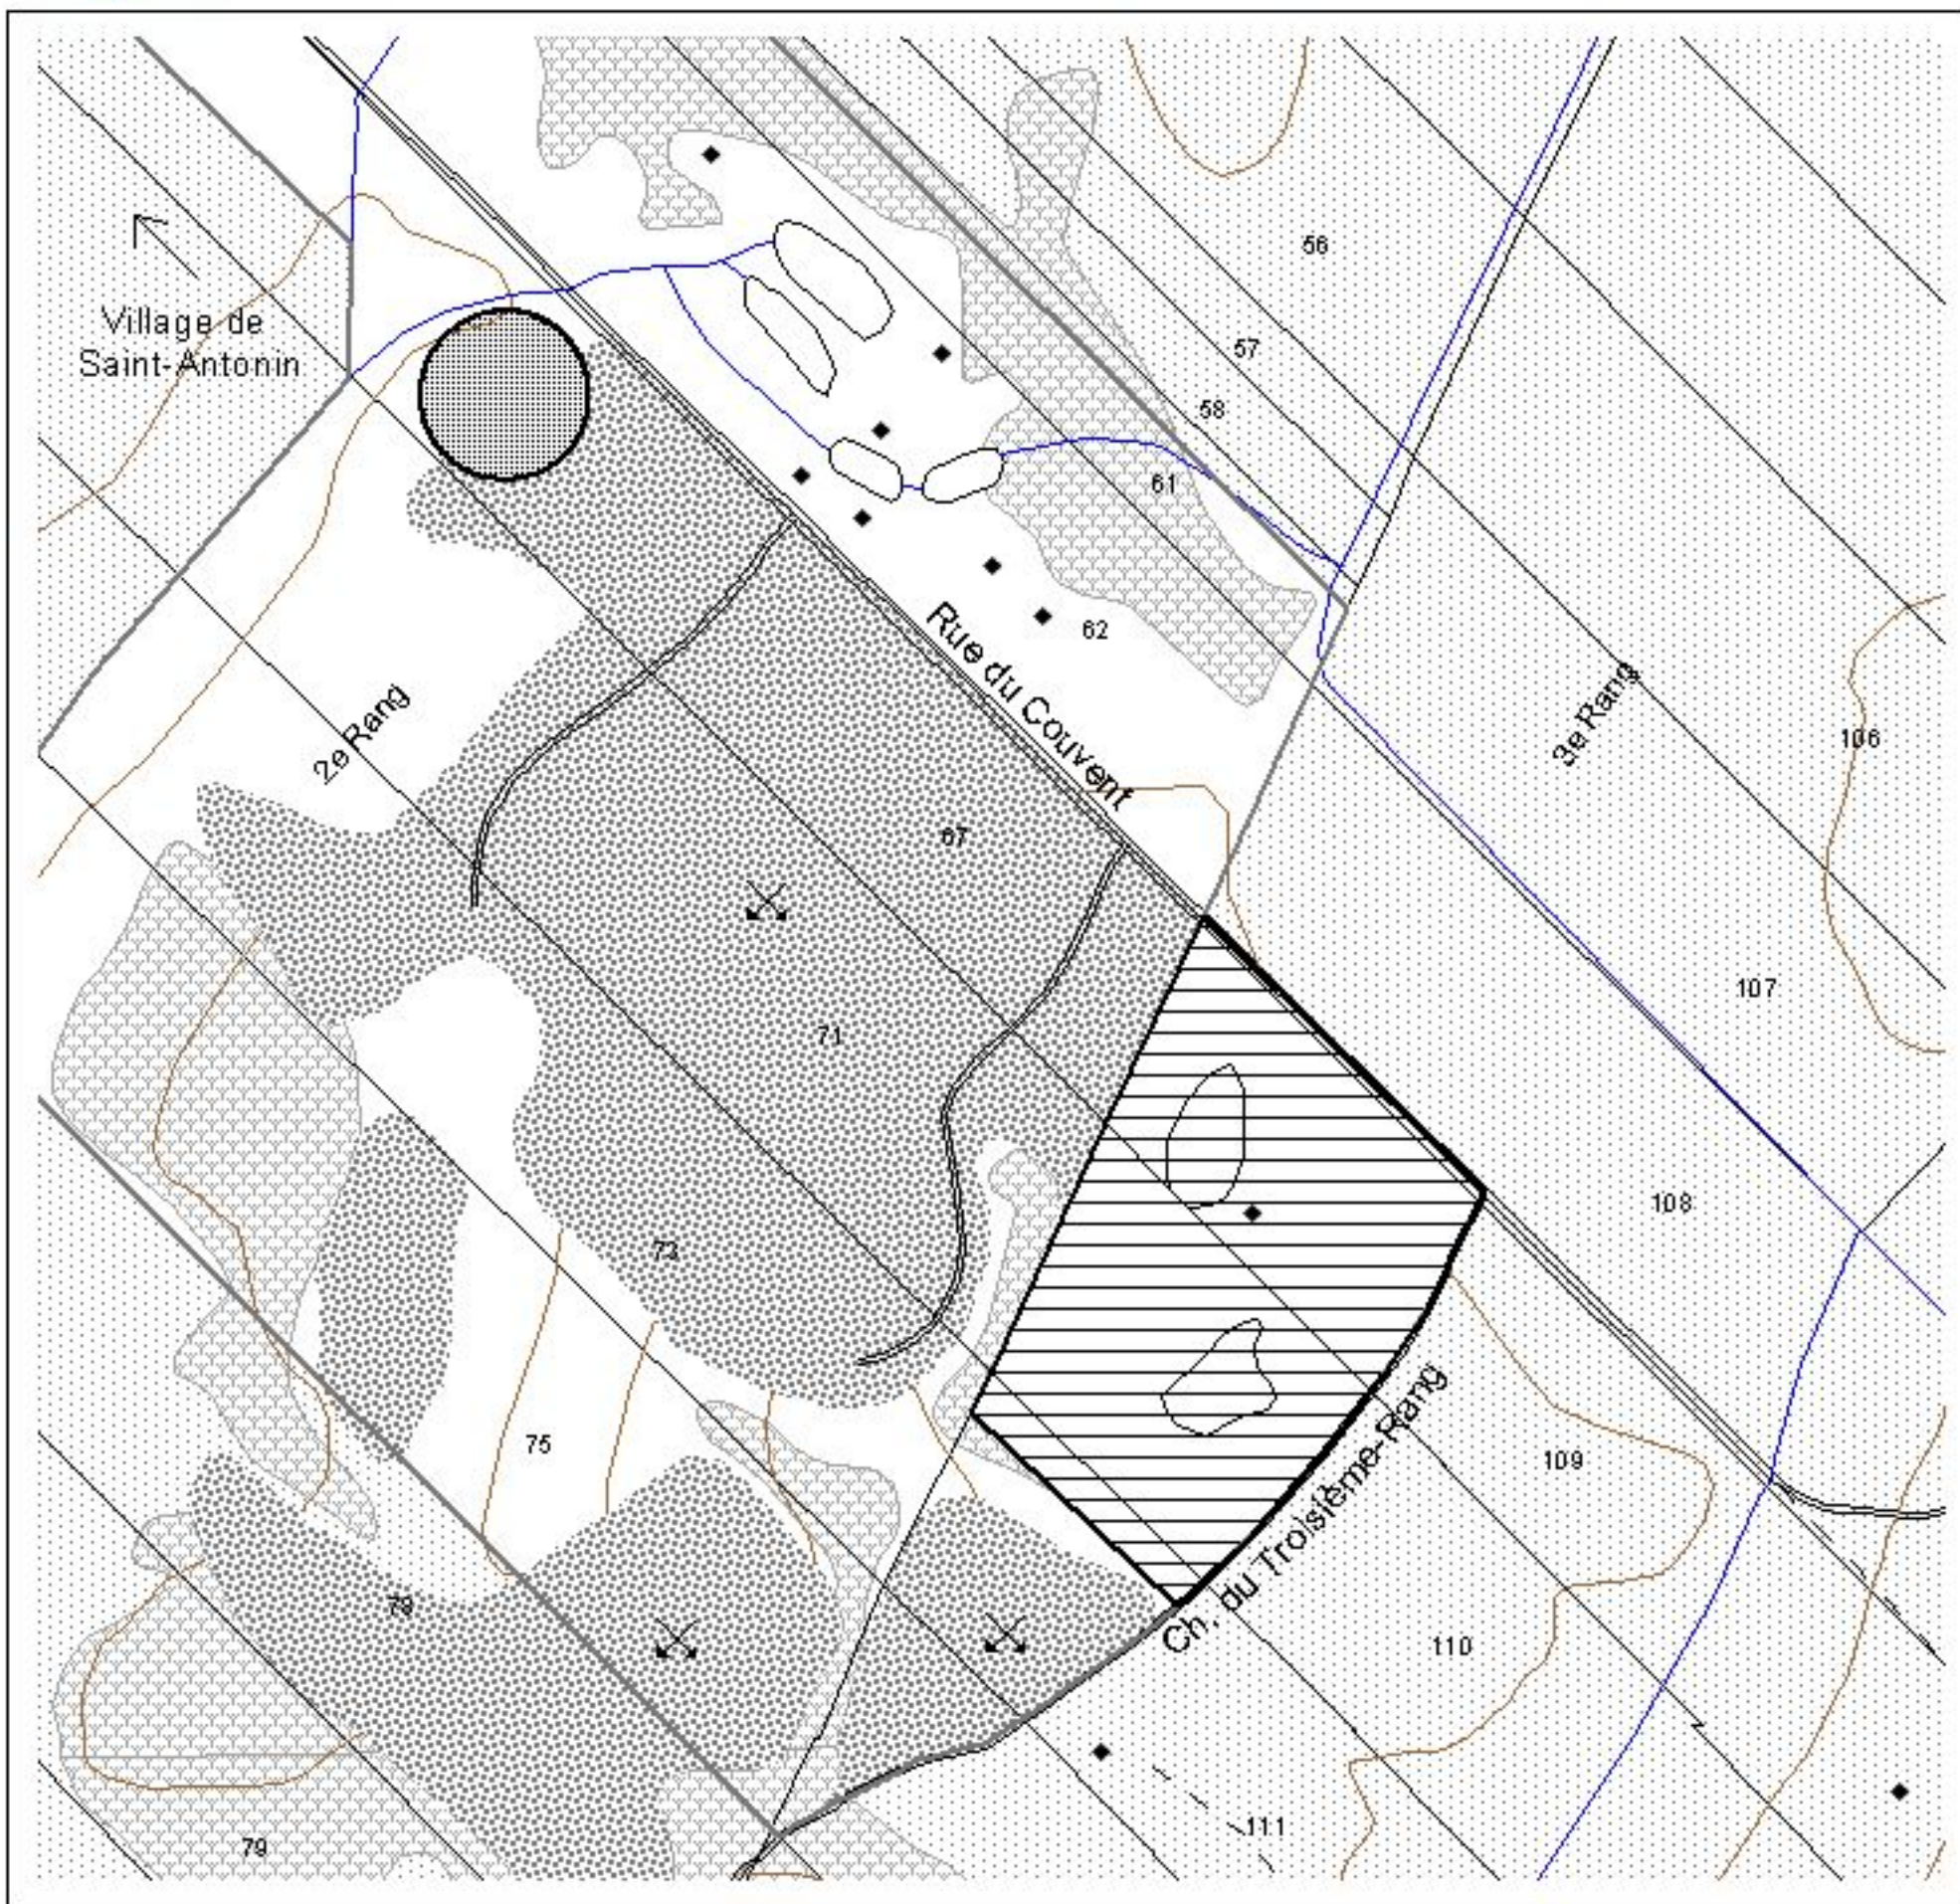 56
Village de
Saint-Antonin
57
58
61
Rue du Couvent
62
2e Rang
3e Rang
106
67
107
71
108
73
75
Ch. du Troisième-Rang
109
78
110
111
79